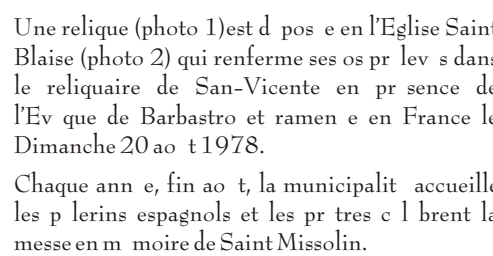 Une relique (photo 1)est d pos e en l'Eglise Saint
Blaise (photo 2) qui renferme ses os pr lev s dans
le reliquaire de San-Vicente en pr sence de
l'Ev que de Barbastro et ramen e en France le
Dimanche 20 ao t 1978.
Chaque ann e, fin ao t, la municipalit accueille
les p lerins espagnols et les pr tres c l brent la
messe en m moire de Saint Missolin.